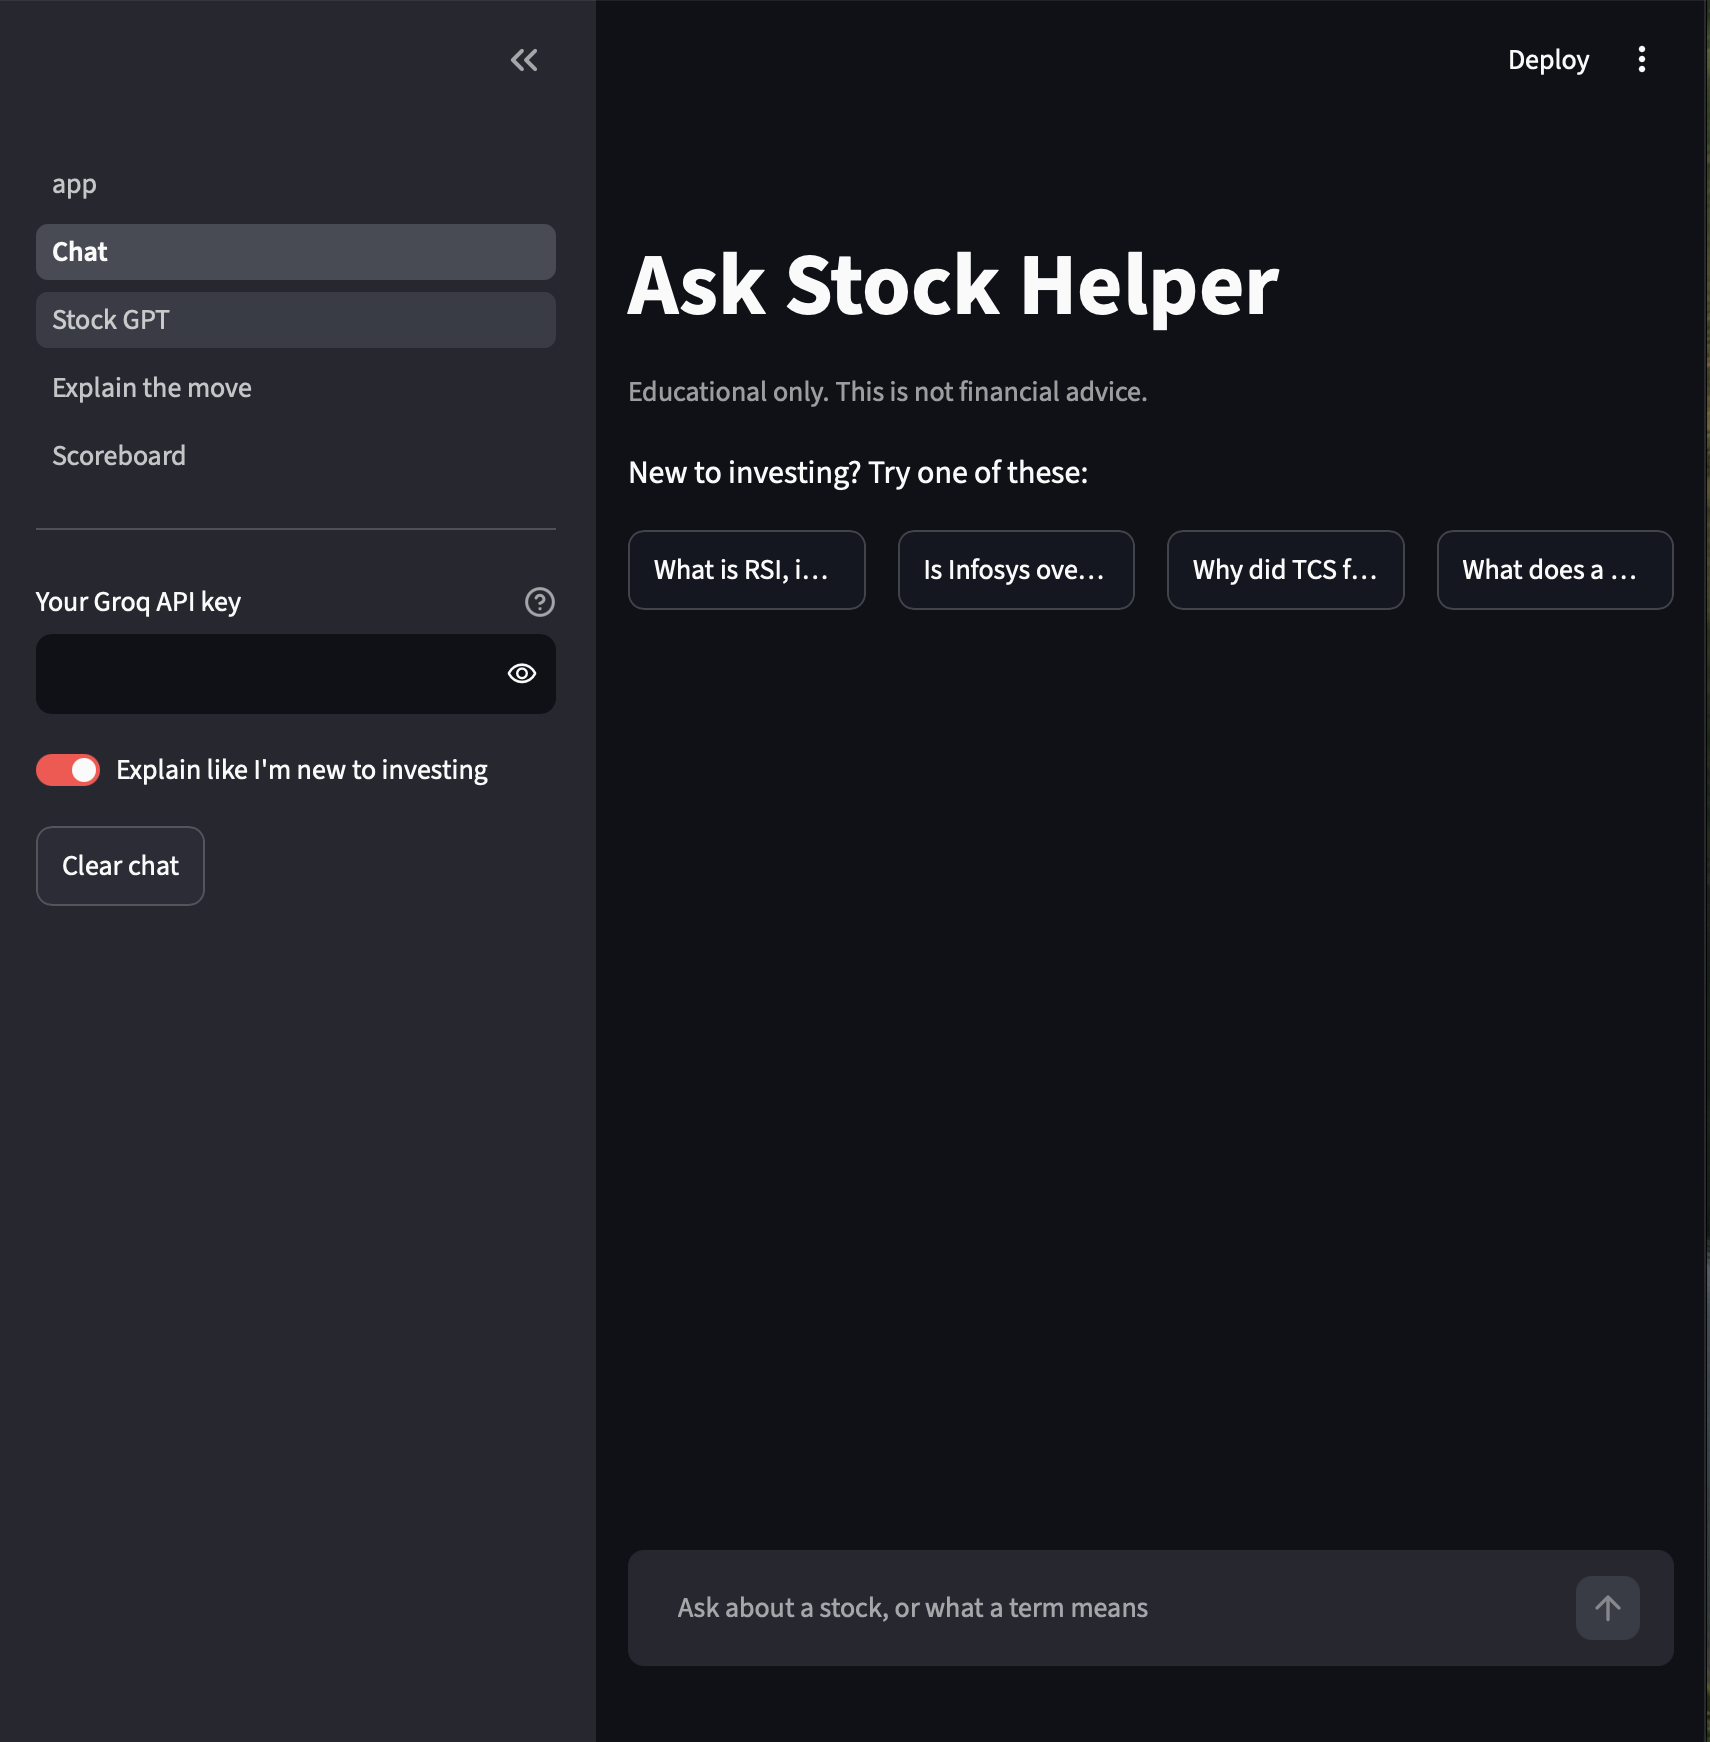 Deploy
app
Chat
Stock GPT
Explain the move
Scoreboard
Your Groq API key
Explain like I'm new to investing
Clear chat
Ask Stock Helper
Educational only. This is not financial advice.
New to investing? Try one of these:
What is RSI, i...
Is Infosys ove...
Why did TCS f...
What does a ...
Ask about a stock, or what a term means